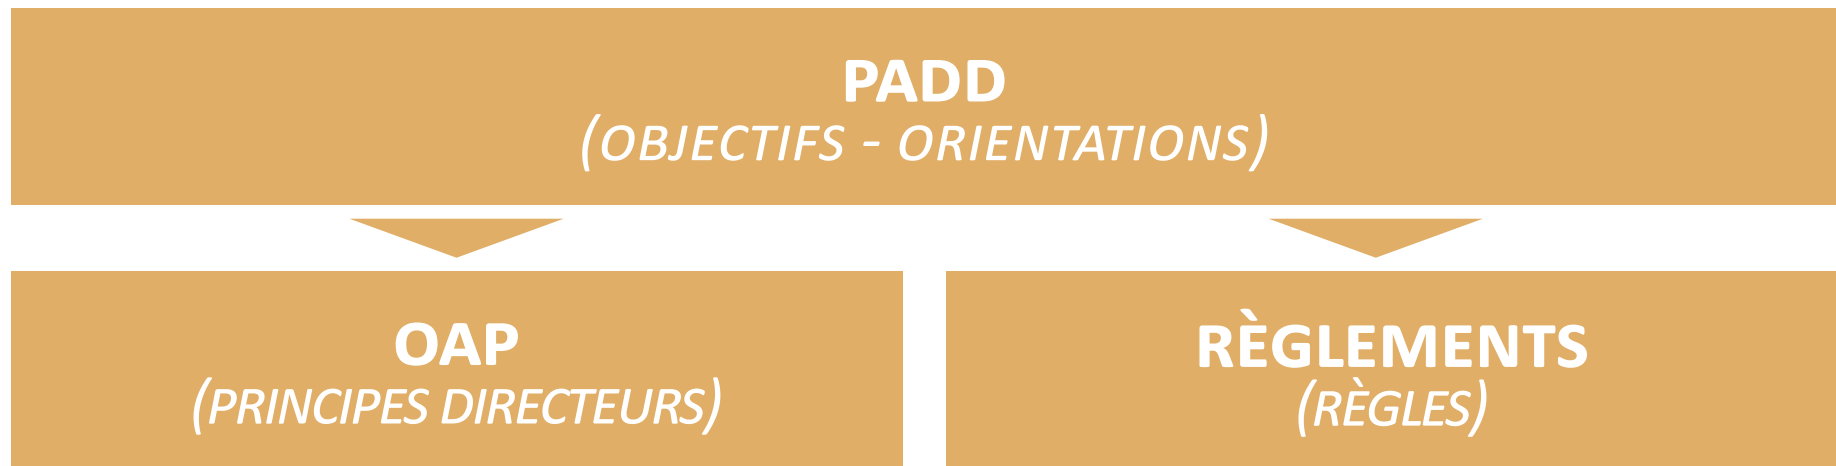 PADD
(OBJECTIFS - ORIENTATIONS)
OAP
(PRINCIPES DIRECTEURS)
RÈGLEMENTS
(RÈGLES)